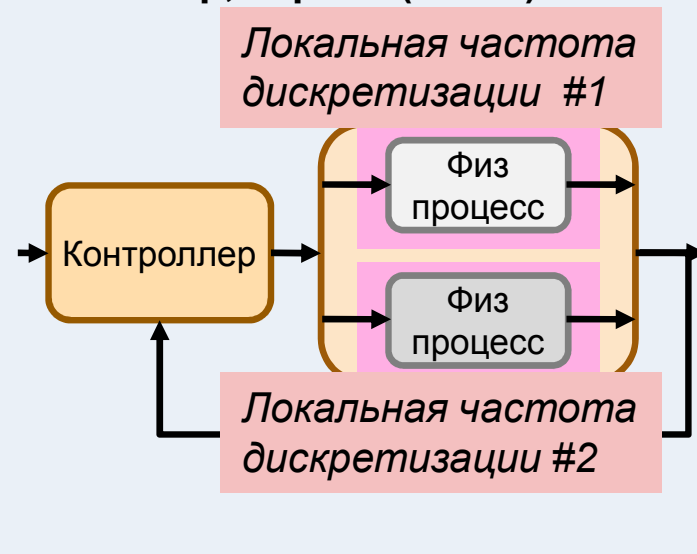 Локальная частота
дискретизации #1
Физ
процесс
Контроллер
Физ
процесс
Локальная частота
дискретизации #2